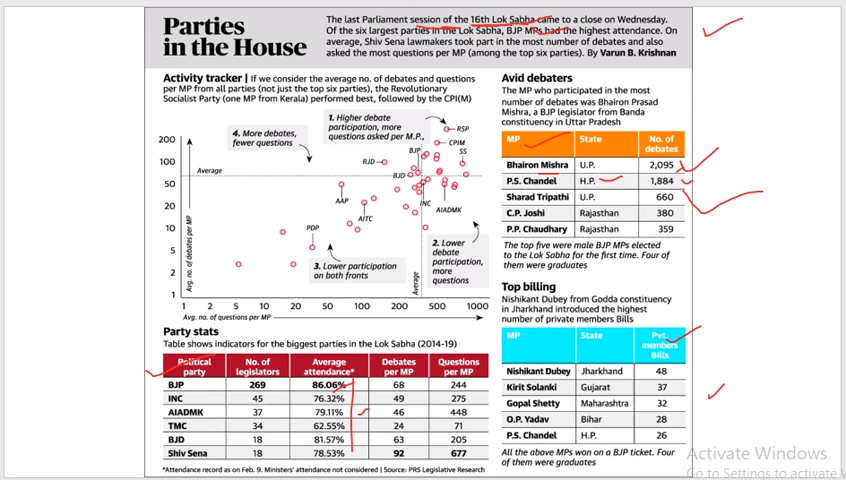 Parties
in the House
The last Parliament session of the 16th Lok Sabha came to a close on Wednesday.
Of the six largest parties in the Lok Sabha, BJP MPs had the highest attendance. On
average, Shiv Sena lawmakers took part in the most number of debates and also
asked the most questions per MP (among the top six parties). By Varun B. Krishnan
Activity tracker | If we consider the average no. of debates and questions
per MP from all parties (not just the top six parties), the Revolutionary
Socialist Party (one MP from Kerala) performed best, followed by the CPI(M)
1. Higher debate
participation, more
questions asked per M.P.,
4. More debates,
fewer questions
RSP
CPIM
SS
BJP
RJD
BJD
Average
INC
AIADMK
AAP
AITC
PDP
2. Lower
debate
participation,
more
questions
3. Lower participation
on both fronts
Average
Avg. no. of debates per MP
200
100
50
20
10
5
2
1
1 2 5 10 20 50 100 200 500 1000
Avg. no. of questions per MP
Party stats
Table shows indicators for the biggest parties in the Lok Sabha (2014-19)
Political party No. of legislators Average attendance* Debates per MP Questions per MP
BJP 269 86.06% 68 244
INC 45 76.32% 49 275
AIADMK 37 79.11% 46 448
TMC 34 62.55% 24 71
BJD 18 81.57% 63 205
Shiv Sena 18 78.53% 92 677
*Attendance record as on Feb. 9. Ministers' attendance not considered | Source: PRS Legislative Research
Avid debaters
The MP who participated in the most
number of debates was Bhairon Prasad
Mishra, a BJP legislator from Banda
constituency in Uttar Pradesh
MP State No. of debates
Bhairon Mishra U.P. 2,095
P.S. Chandel H.P. 1,884
Sharad Tripathi U.P. 660
C.P. Joshi Rajasthan 380
P.P. Chaudhary Rajasthan 359
The top five were male BJP MPs elected
to the Lok Sabha for the first time. Four of
them were graduates
Top billing
Nishikant Dubey from Godda constituency
in Jharkhand introduced the highest
number of private members Bills
MP State Pvt. members Bills
Nishikant Dubey Jharkhand 48
Kirit Solanki Gujarat 37
Gopal Shetty Maharashtra 32
O.P. Yadav Bihar 28
P.S. Chandel H.P. 26
All the above MPs won on a BJP ticket. Four
of them were graduates
Activate Windows
Go to Settings to activate W